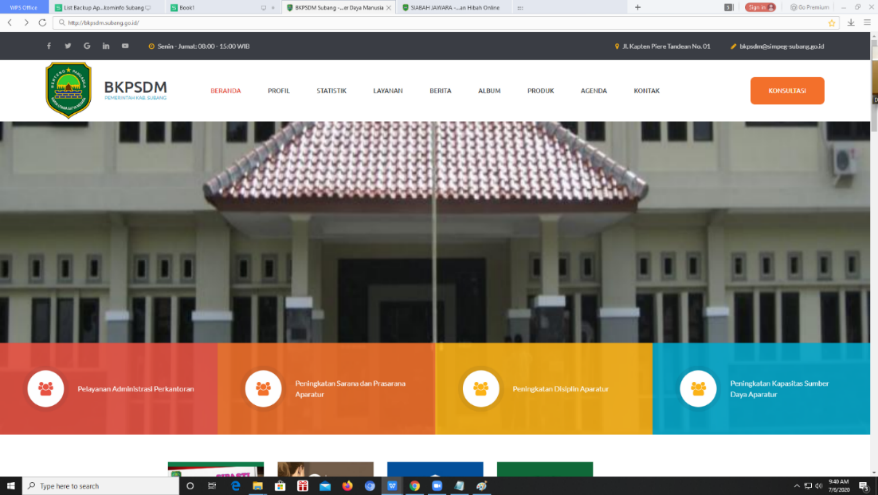 WPS Office
List Backup Ap...kominfo Subang
Book1
BKPSDM Subang -...er Daya Manusia
SIABAH JAWARA -...an Hibah Online
Sign in
Go Premium
http://bkpsdm.subang.go.id/
Senin - Jumat: 08:00 - 15:00 WIB
Jl. Kapten Piere Tandean No. 01
bkpsdm@simpeg-subang.go.id
BKPSDM
PEMERINTAH KAB. SUBANG
BERANDA
PROFIL
STATISTIK
LAYANAN
BERITA
ALBUM
PRODUK
AGENDA
KONTAK
KONSULTASI
Pelayanan Administrasi Perkantoran
Peningkatan Sarana dan Prasarana
Aparatur
Peningkatan Disiplin Aparatur
Peningkatan Kapasitas Sumber
Daya Aparatur
Type here to search
9:40 AM
7/6/2020